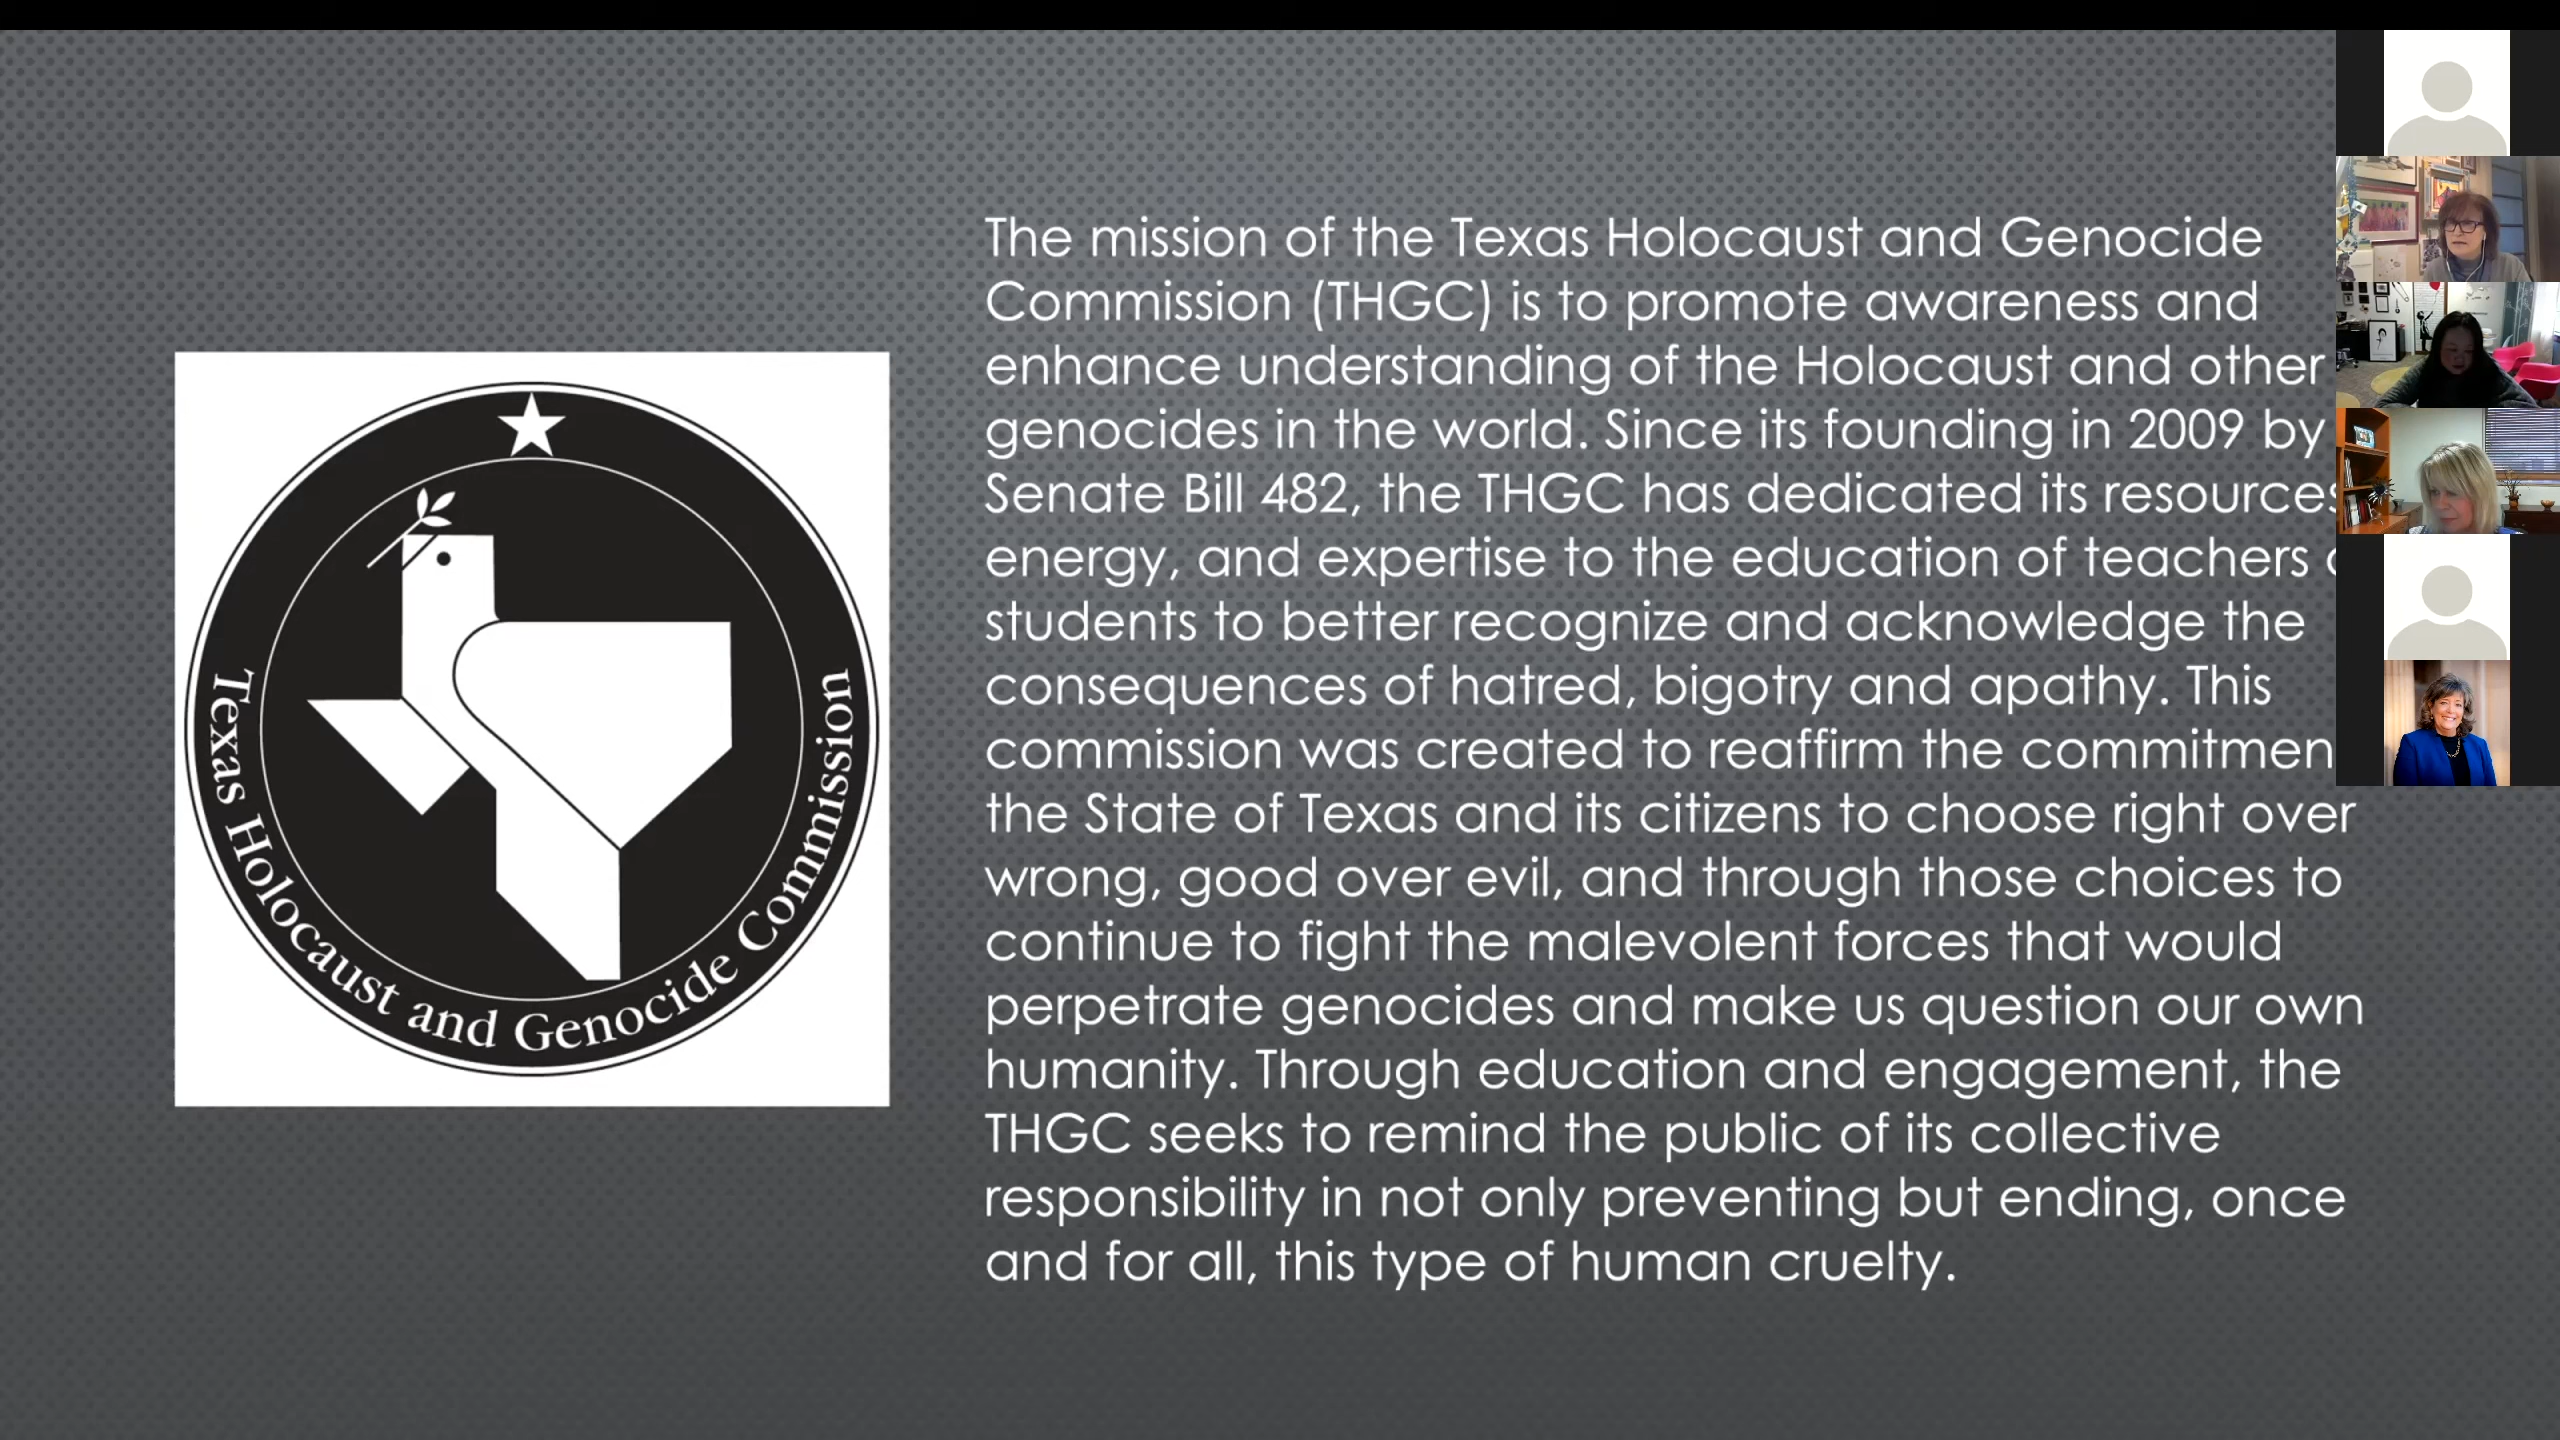 The mission of the Texas Holocaust and Genocide
Commission (THGC) is to promote awareness and
enhance understanding of the Holocaust and other
genocides in the world. Since its founding in 2009 by
Senate Bill 482, the THGC has dedicated its resources
energy, and expertise to the education of teachers
students to better recognize and acknowledge the
consequences of hatred, bigotry and apathy. This
commission was created to reaffirm the commitmen
the State of Texas and its citizens to choose right over
wrong, good over evil, and through those choices to
continue to fight the malevolent forces that would
perpetrate genocides and make us question our own
humanity. Through education and engagement, the
THGC seeks to remind the public of its collective
responsibility in not only preventing but ending, once
and for all, this type of human cruelty.
Texas Holocaust and Genocide Commission